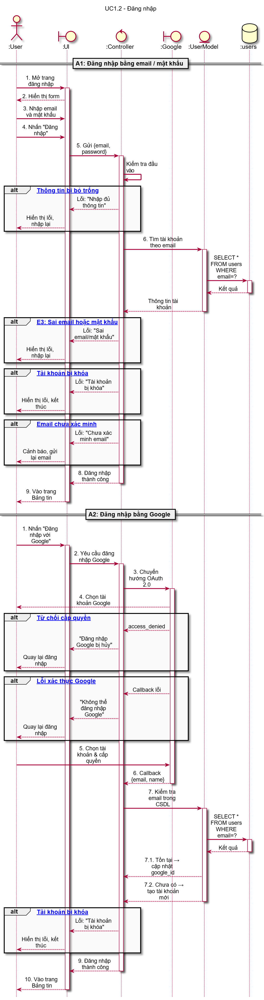 UC1.2 - Đăng nhập
:User
:UI
:Controller
:Google
:UserModel
:users
A1: Đăng nhập bằng email / mật khẩu
1. Mở trang
đăng nhập
2. Hiển thị form
3. Nhập email
và mật khẩu
4. Nhấn "Đăng
nhập"
5. Gửi {email,
password}
Kiểm tra đầu
vào
alt
Thông tin bị bỏ trống
Lỗi: "Nhập đủ
thông tin"
Hiển thị lỗi,
nhập lại
6. Tìm tài khoản
theo email
SELECT *
FROM users
WHERE
email=?
Kết quả
Thông tin tài
khoản
alt
E3: Sai email hoặc mật khẩu
Lỗi: "Sai
email/mật khẩu"
Hiển thị lỗi,
nhập lại
alt
Tài khoản bị khóa
Lỗi: "Tài khoản
bị khóa"
Hiển thị lỗi, kết
thúc
alt
Email chưa xác minh
Lỗi: "Chưa xác
minh email"
Cảnh báo, gửi
lại email
8. Đăng nhập
thành công
9. Vào trang
Bảng tin
A2: Đăng nhập bằng Google
1. Nhấn "Đăng
nhập với
Google"
2. Yêu cầu đăng
nhập Google
3. Chuyển
hướng OAuth
2.0
4. Chọn tài
khoản Google
alt
Từ chối cấp quyền
access_denied
"Đăng nhập
Google bị hủy"
Quay lại đăng
nhập
alt
Lỗi xác thực Google
Callback lỗi
"Không thể
đăng nhập
Google"
Quay lại đăng
nhập
5. Chọn tài
khoản & cấp
quyền
6. Callback
{email, name}
7. Kiểm tra
email trong
CSDL
SELECT *
FROM users
WHERE
email=?
Kết quả
7.1. Tồn tại →
cập nhật
google_id
7.2. Chưa có →
tạo tài khoản
mới
alt
Tài khoản bị khóa
Lỗi: "Tài khoản
bị khóa"
Hiển thị lỗi, kết
thúc
9. Đăng nhập
thành công
10. Vào trang
Bảng tin